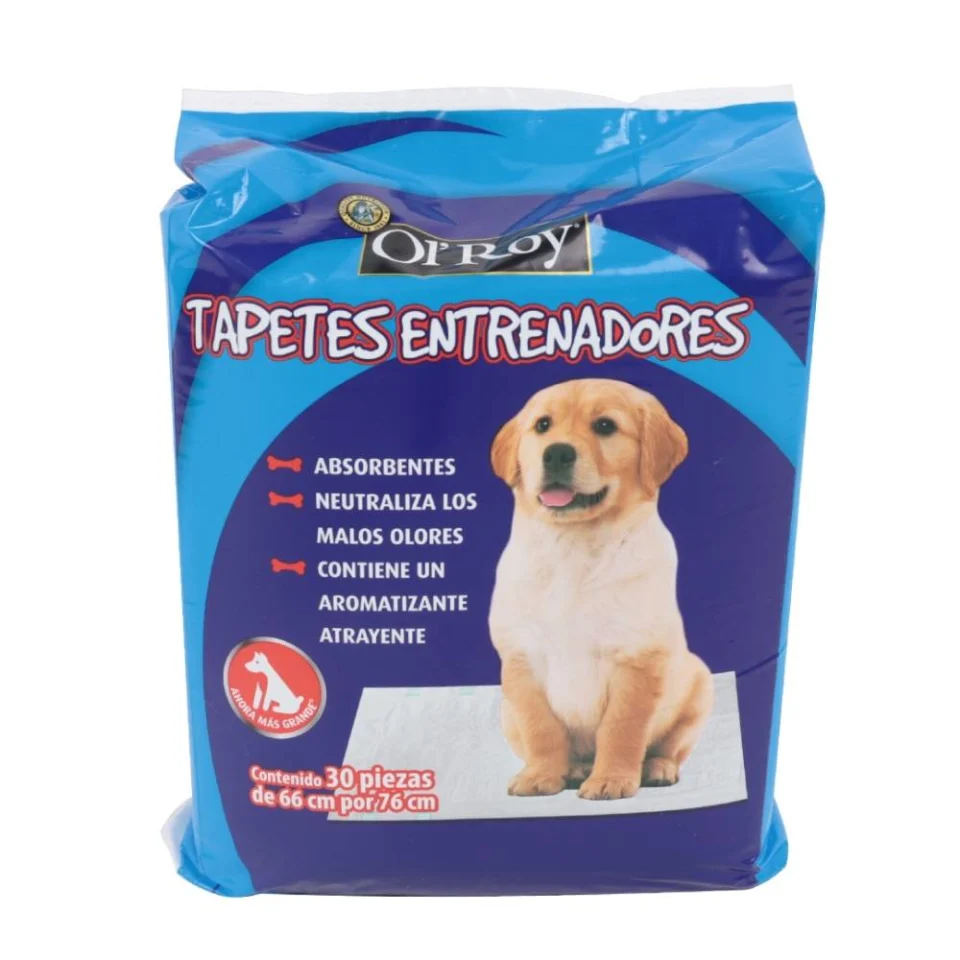 Ol'Roy®
TAPETES ENTRENADORES
ABSORBENTES
NEUTRALIZA LOS
MALOS OLORES
CONTIENE UN
AROMATIZANTE
ATRAYENTE
AHORA MÁS GRANDE
Contenido 30 piezas
de 66 cm por 76 cm